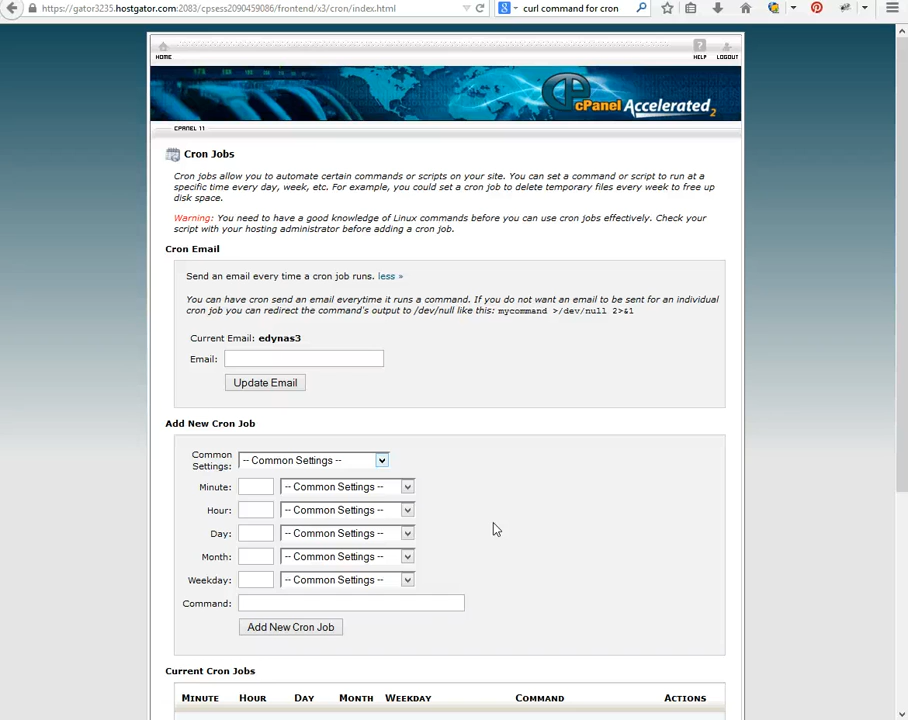 https://gator3235.hostgator.com:2083/cpsess2090459086/frontend/x3/cron/index.html
curl command for cron
HOME
HELP
LOGOUT
cPanel Accelerated 2
CPANEL 11
Cron Jobs
Cron jobs allow you to automate certain commands or scripts on your site. You can set a command or script to run at a
specific time every day, week, etc. For example, you could set a cron job to delete temporary files every week to free up
disk space.
Warning: You need to have a good knowledge of Linux commands before you can use cron jobs effectively. Check your
script with your hosting administrator before adding a cron job.
Cron Email
Send an email every time a cron job runs. less »
You can have cron send an email everytime it runs a command. If you do not want an email to be sent for an individual
cron job you can redirect the command's output to /dev/null like this: mycommand >/dev/null 2>&1
Current Email: edynas3
Email:
Update Email
Add New Cron Job
Common
Settings:
-- Common Settings --
Minute: -- Common Settings --
Hour: -- Common Settings --
Day: -- Common Settings --
Month: -- Common Settings --
Weekday: -- Common Settings --
Command:
Add New Cron Job
Current Cron Jobs
MINUTE HOUR DAY MONTH WEEKDAY COMMAND ACTIONS